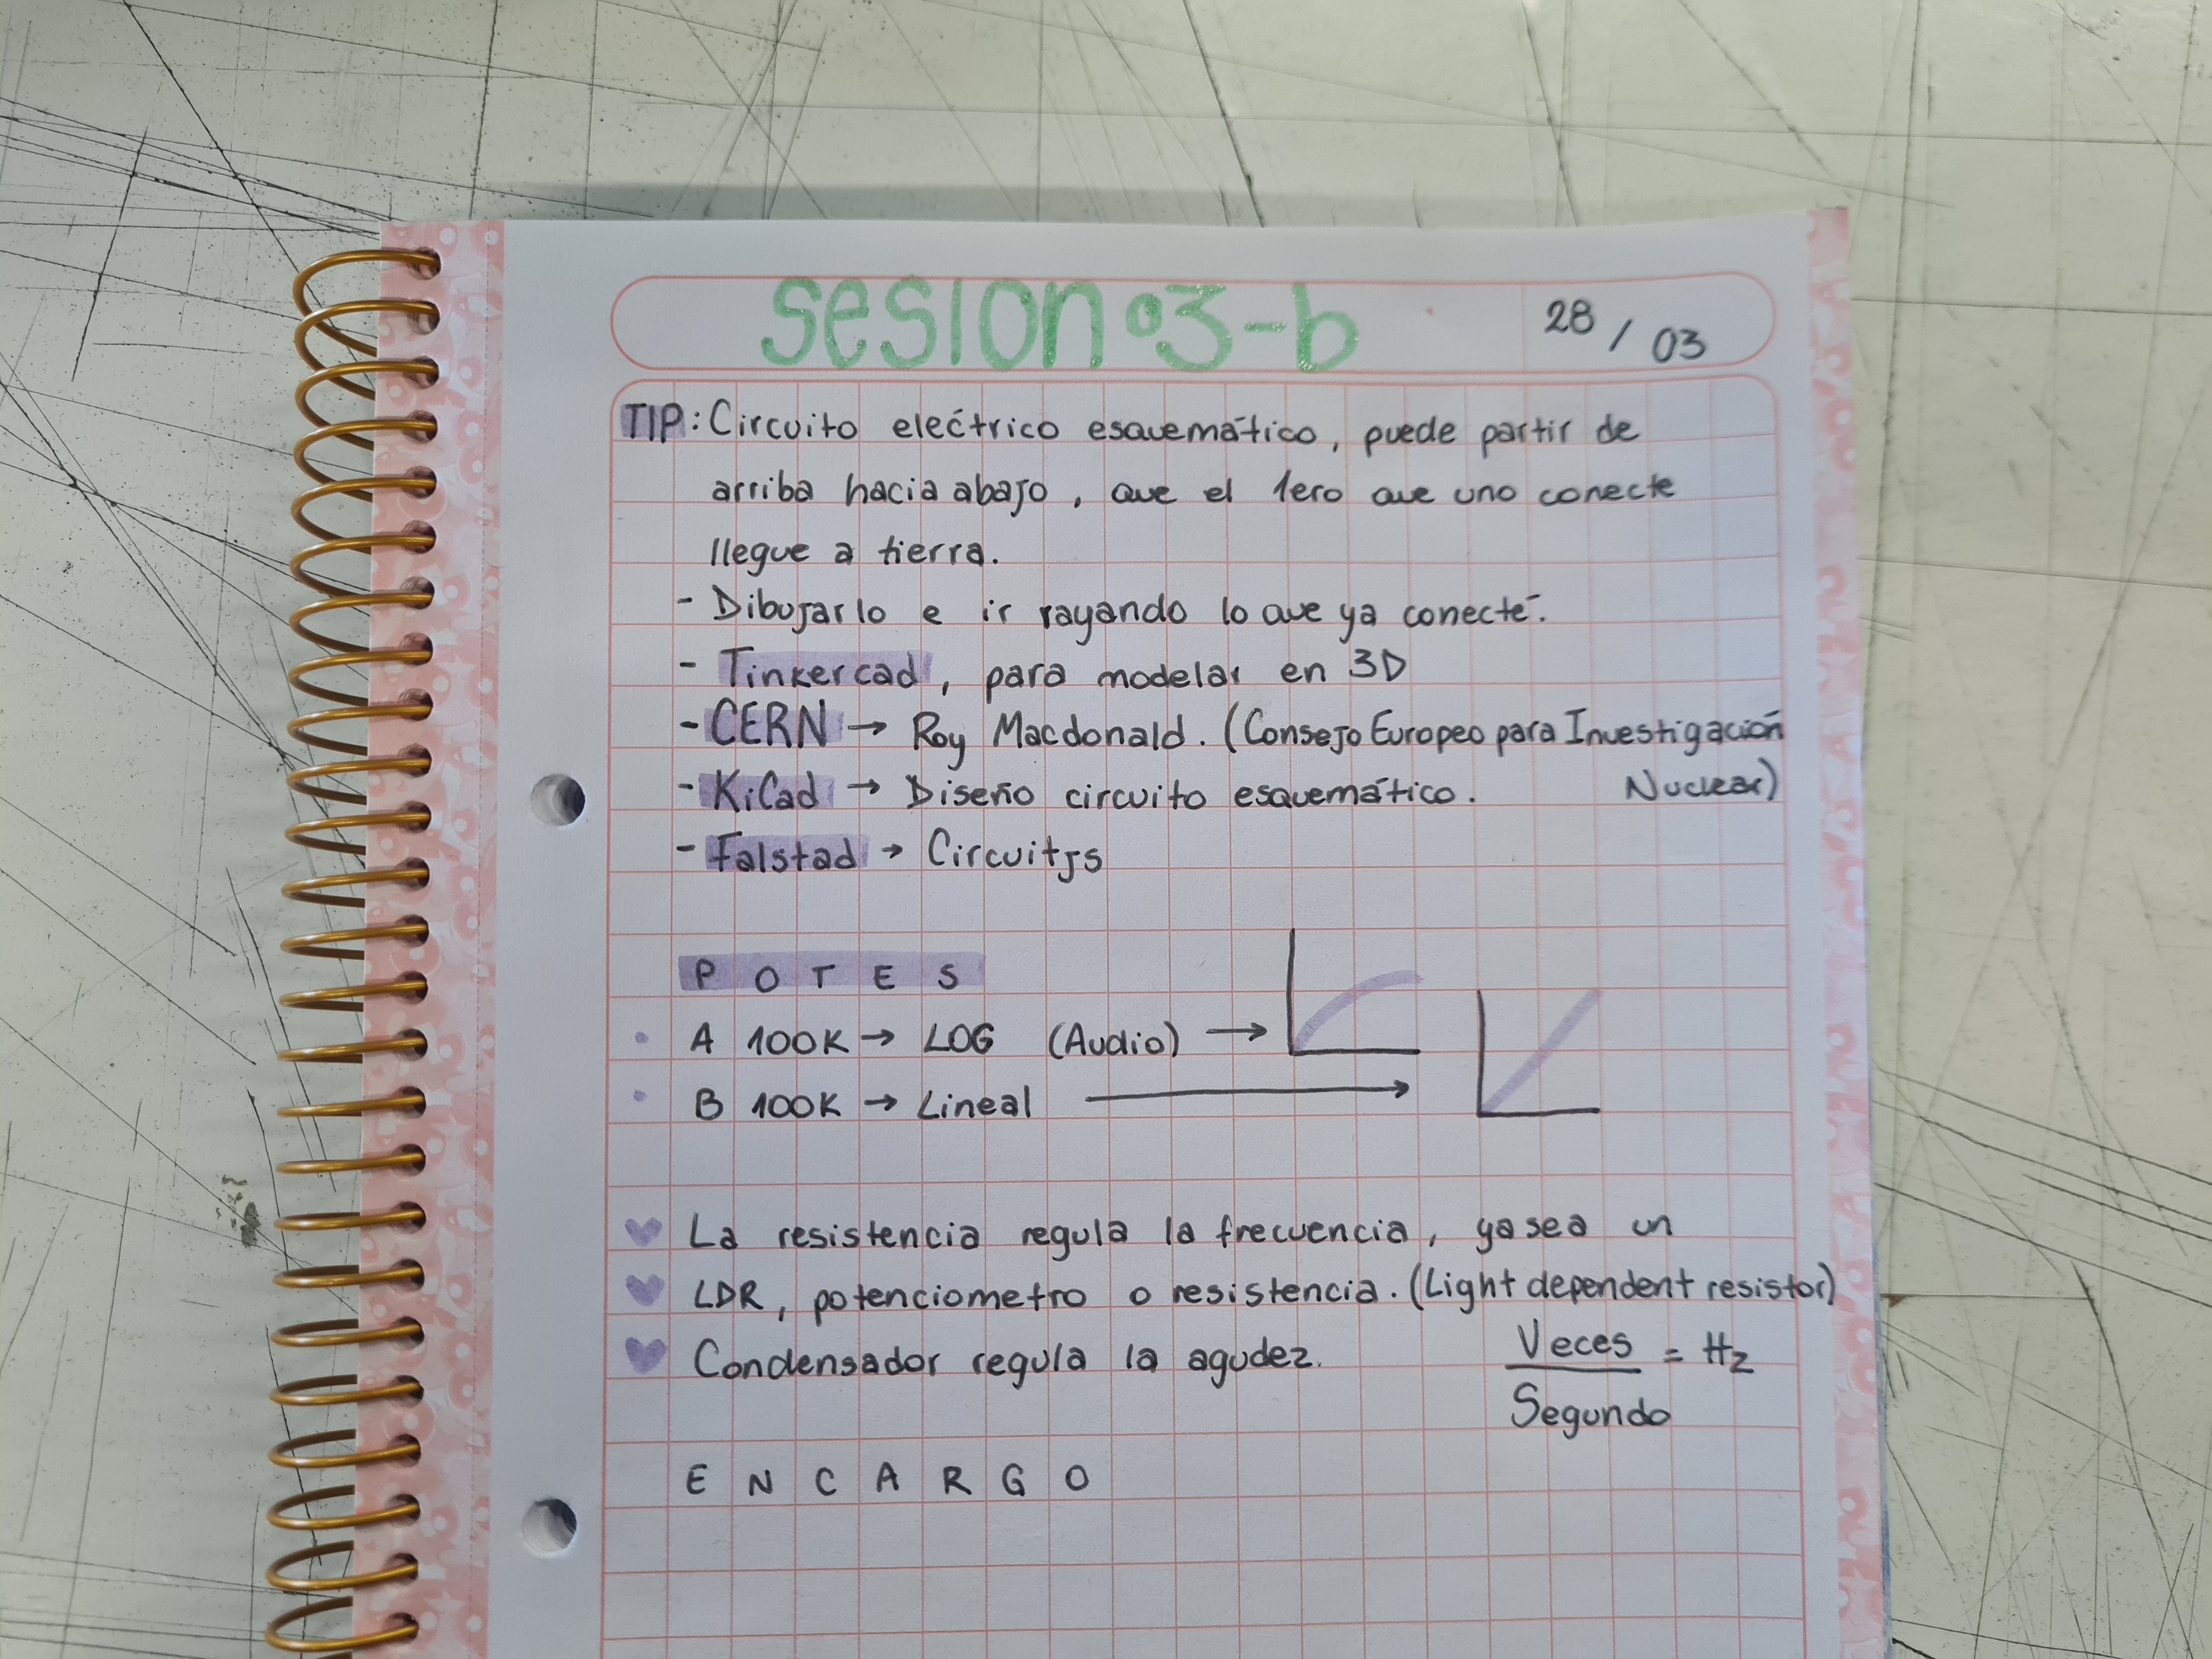 sesion 03-b 28/03
TIP: Circuito eléctrico esquemático, puede partir de
arriba hacia abajo, que el 1ero que uno conecte
llegue a tierra.
- Dibujarlo e ir rayando lo que ya conecté.
- Tinkercad, para modelar en 3D
- CERN → Roy Macdonald. (Consejo Europeo para Investigación
Nuclear)
- KiCad → Diseño circuito esquemático.
- Falstad → Circuitjs
POTES
• A 100K → LOG (Audio) →
• B 100K → Lineal →
♥ La resistencia regula la frecuencia, ya sea un
♥ LDR, potenciometro o resistencia. (Light dependent resistor)
♥ Condensador regula la agudez.
Veces
Segundo = Hz
ENCARGO